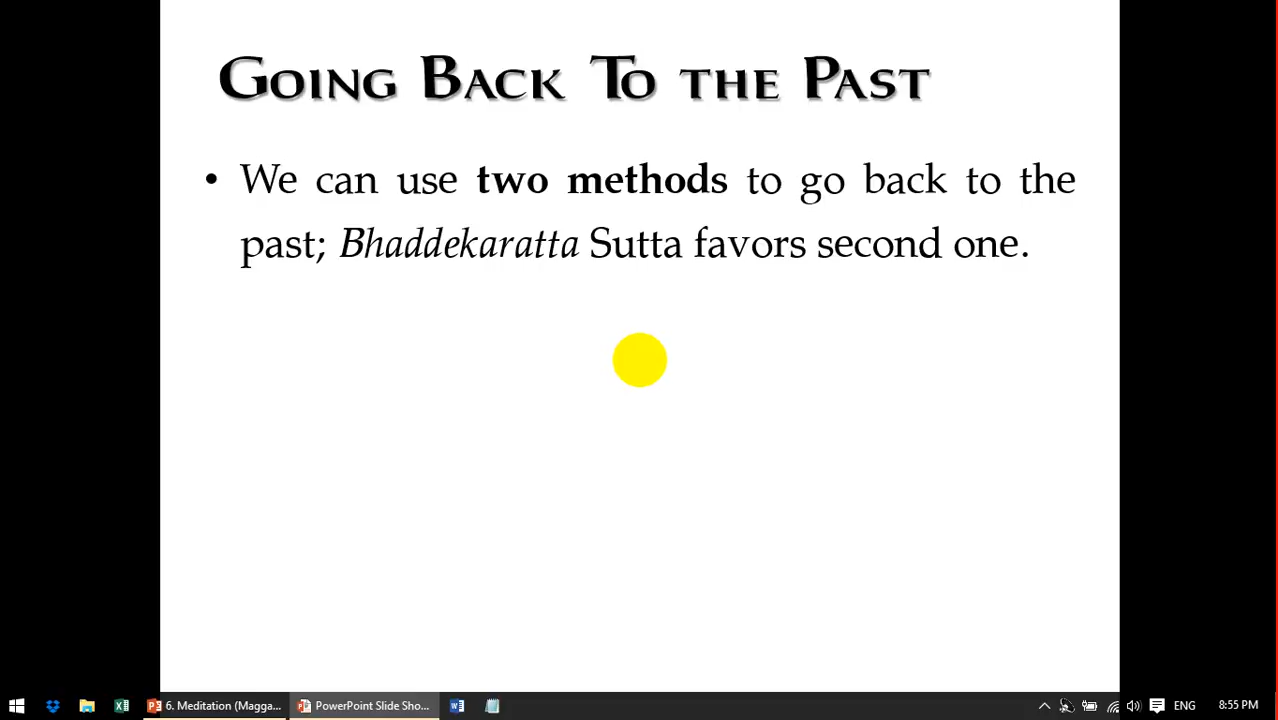 Going Back To the Past
• We can use two methods to go back to the
past; Bhaddekaratta Sutta favors second one.
6. Meditation (Magga...
PowerPoint Slide Sho...
ENG
8:55 PM